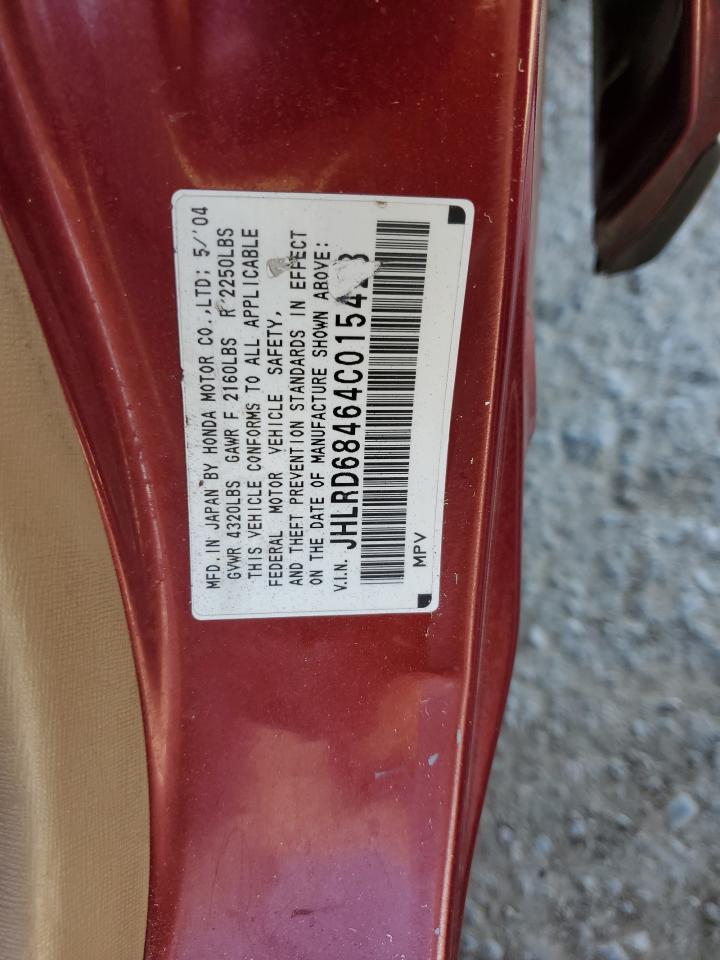 MFD. IN JAPAN BY HONDA MOTOR CO.,LTD: 5/'04
GVWR 4320LBS GAWR F 2160LBS R 2250LBS
THIS VEHICLE CONFORMS TO ALL APPLICABLE
FEDERAL MOTOR VEHICLE SAFETY,
AND THEFT PREVENTION STANDARDS IN EFFECT
ON THE DATE OF MANUFACTURE SHOWN ABOVE:
V.I.N. JHLRD68464C015423
MPV